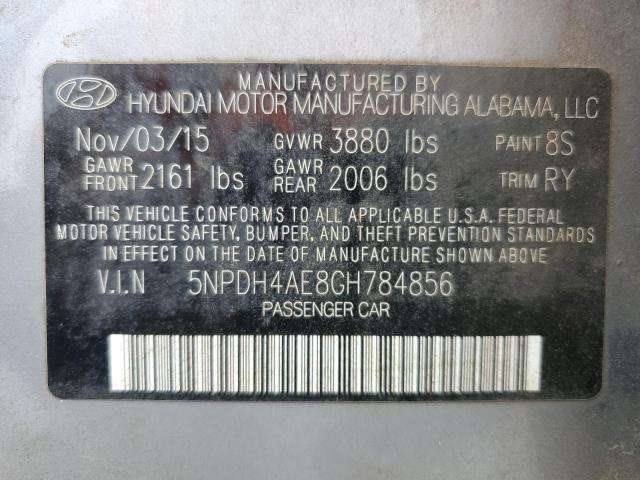 MANUFACTURED BY
HYUNDAI MOTOR MANUFACTURING ALABAMA, LLC
Nov/03/15 GVWR 3880 lbs PAINT 8S
GAWR FRONT 2161 lbs GAWR REAR 2006 lbs TRIM RY
THIS VEHICLE CONFORMS TO ALL APPLICABLE U.S.A. FEDERAL
MOTOR VEHICLE SAFETY, BUMPER, AND THEFT PREVENTION STANDARDS
IN EFFECT ON THE DATE OF MANUFACTURE SHOWN ABOVE.
V.I.N 5NPDH4AE8GH784856
PASSENGER CAR